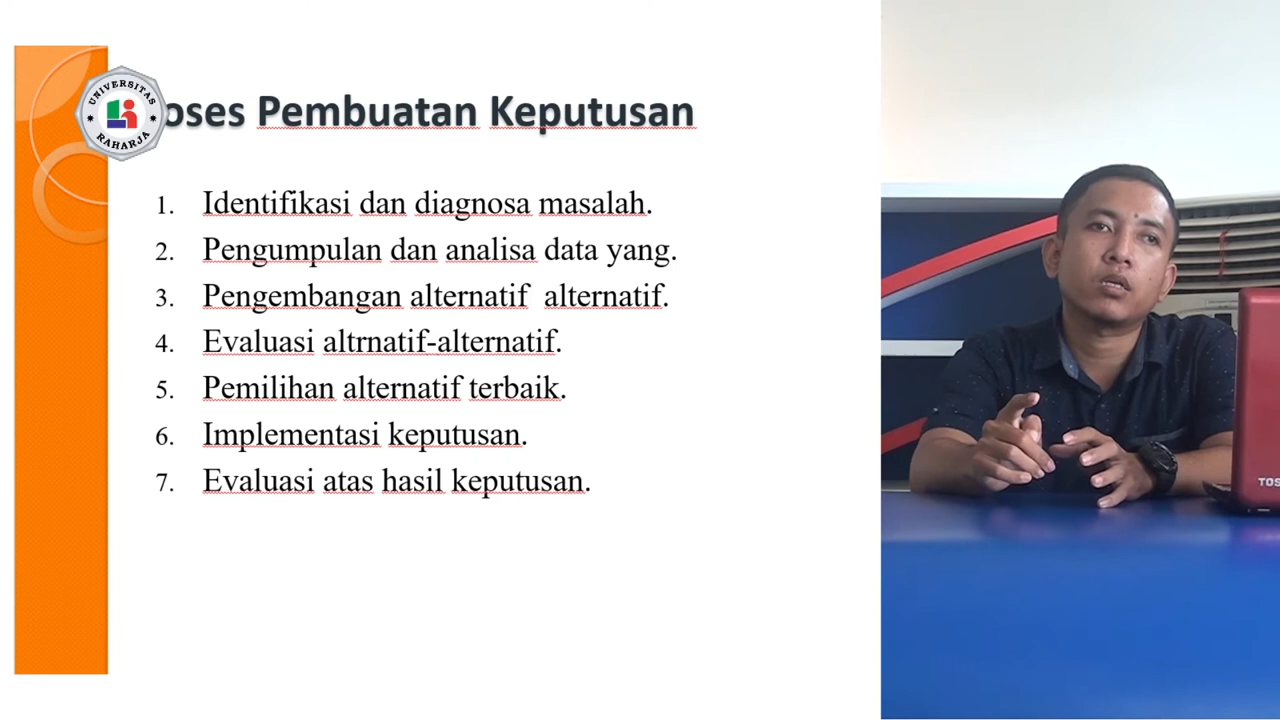 UNIVERSITAS
RAHARJA
oses Pembuatan Keputusan
1. Identifikasi dan diagnosa masalah.
2. Pengumpulan dan analisa data yang.
3. Pengembangan alternatif  alternatif.
4. Evaluasi altrnatif-alternatif.
5. Pemilihan alternatif terbaik.
6. Implementasi keputusan.
7. Evaluasi atas hasil keputusan.
TOS